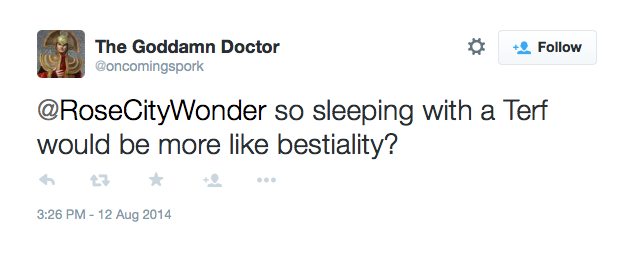 The Goddamn Doctor
@oncomingspork
Follow
@RoseCityWonder so sleeping with a Terf
would be more like bestiality?
3:26 PM - 12 Aug 2014